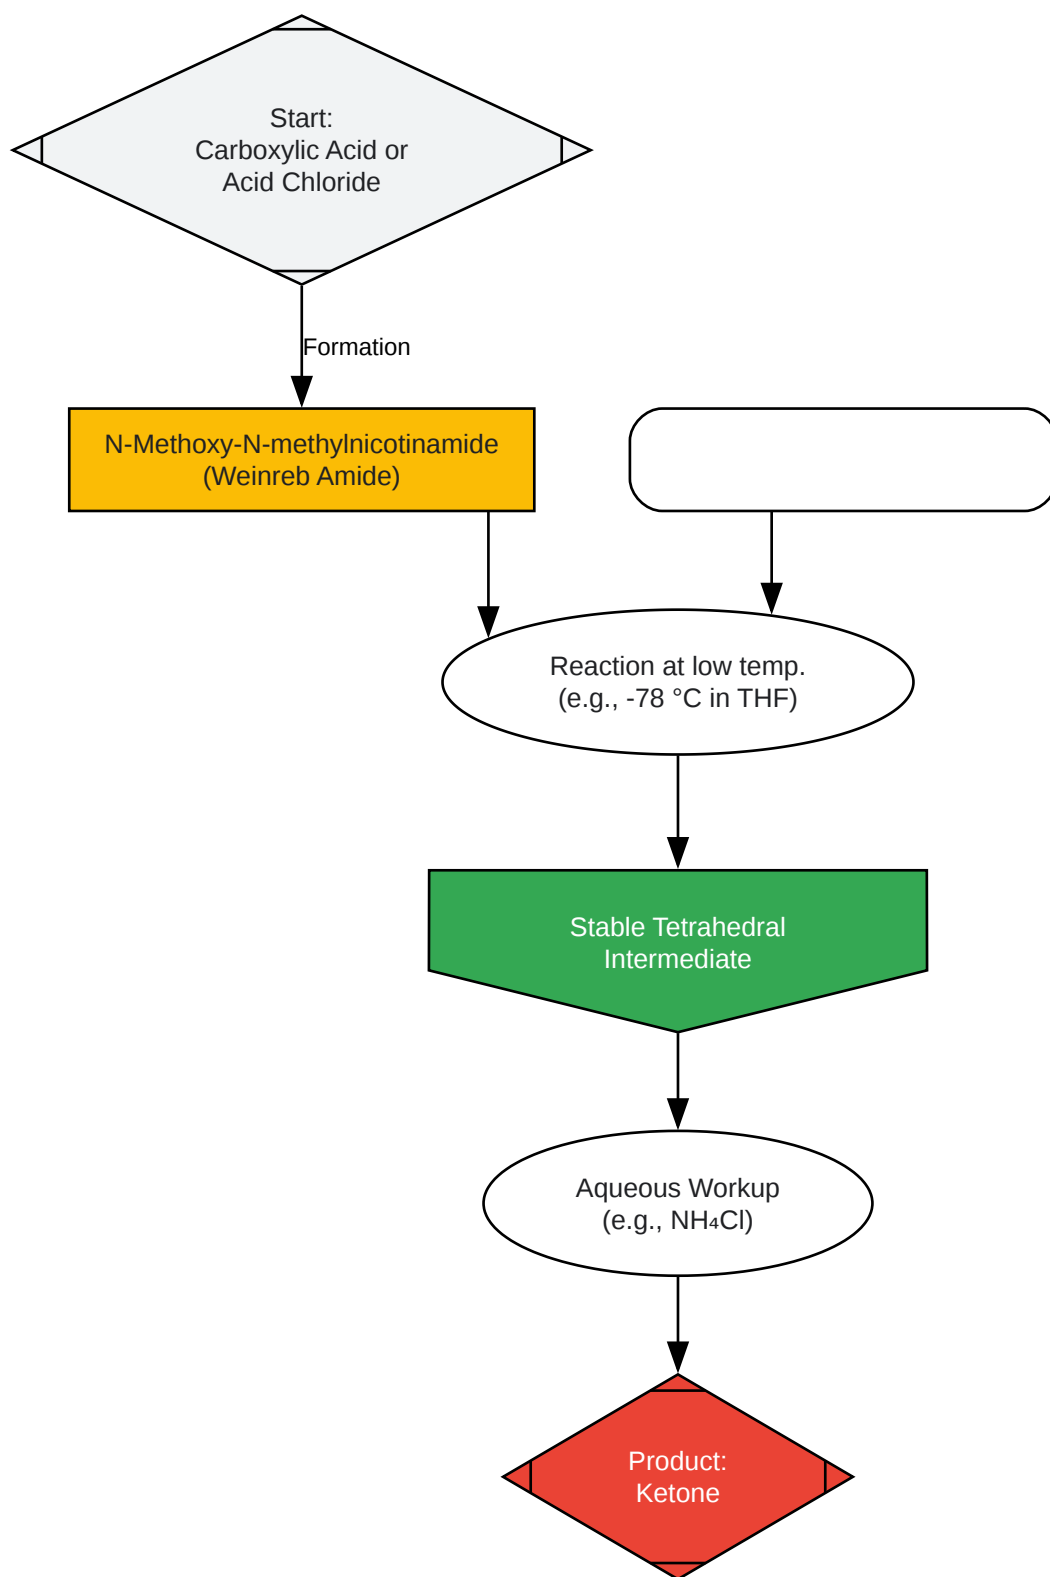 Start:
Carboxylic Acid or
Acid Chloride
Formation
N-Methoxy-N-methylnicotinamide
(Weinreb Amide)
Reaction at low temp.
(e.g., -78 °C in THF)
Stable Tetrahedral
Intermediate
Aqueous Workup
(e.g., NH₄Cl)
Product:
Ketone